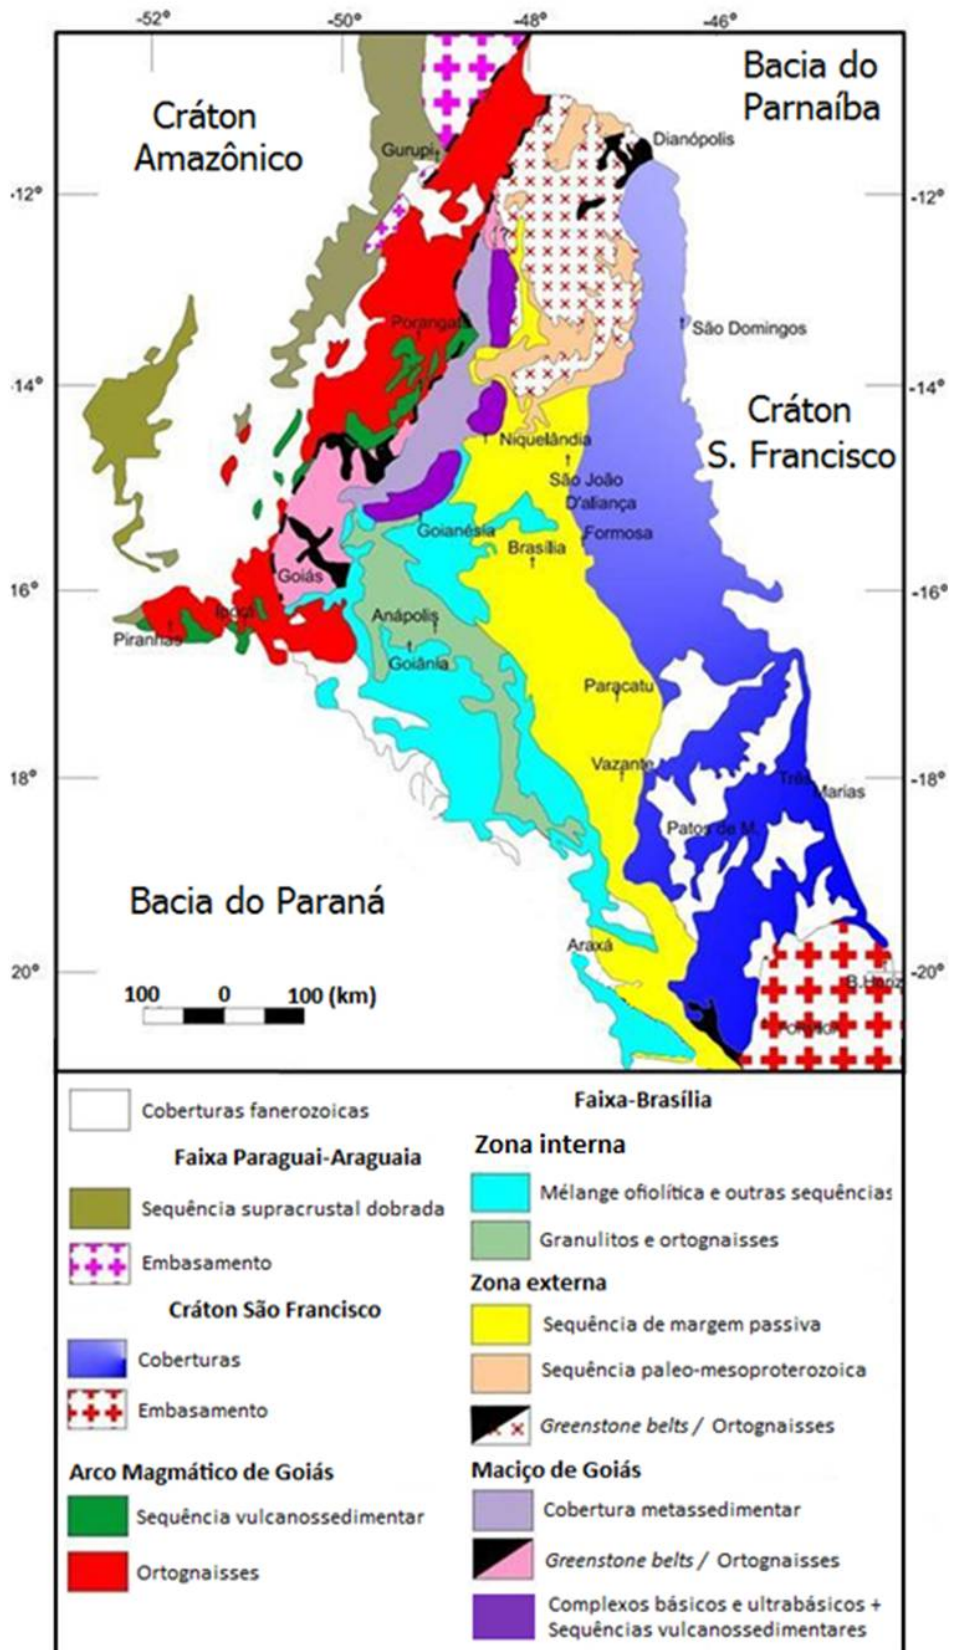 -52° -50° -48° -46°
Bacia do
Parnaíba
Cráton
Amazônico
Gurupi
Dianópolis
-12° -12°
Porangatu
São Domingos
-14° -14°
Cráton
S. Francisco
Niquelândia
São João
D'aliança
Goianésia
Formosa
Brasília
Goiás
16° -16°
Anápolis
Piranhas
Goiânia
Paracatu
Vazante
18° -18°
Três
Marias
Patos de M.
Bacia do Paraná
Araxá
20° -20°
B.Horiz
100 0 100 (km)
Coberturas fanerozoicas
Faixa Paraguai-Araguaia
Sequência supracrustal dobrada
Embasamento
Cráton São Francisco
Coberturas
Embasamento
Arco Magmático de Goiás
Sequência vulcanossedimentar
Ortognaisses
Faixa-Brasília
Zona interna
Mélange ofiolítica e outras sequências
Granulitos e ortognaisses
Zona externa
Sequência de margem passiva
Sequência paleo-mesoproterozoica
Greenstone belts / Ortognaisses
Maciço de Goiás
Cobertura metassedimentar
Greenstone belts / Ortognaisses
Complexos básicos e ultrabásicos +
Sequências vulcanossedimentares